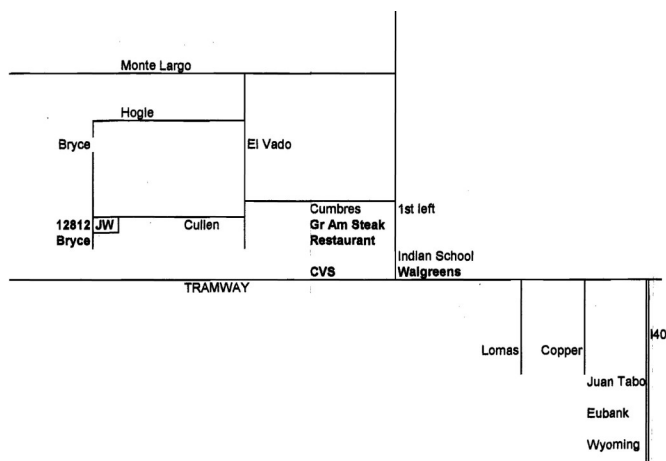 Monte Largo
Hogle
Bryce
El Vado
Cumbres
1st left
12812 JW
Cullen
Gr Am Steak
Bryce
Restaurant
Indian School
CVS
Walgreens
TRAMWAY
I40
Lomas
Copper
Juan Tabo
Eubank
Wyoming